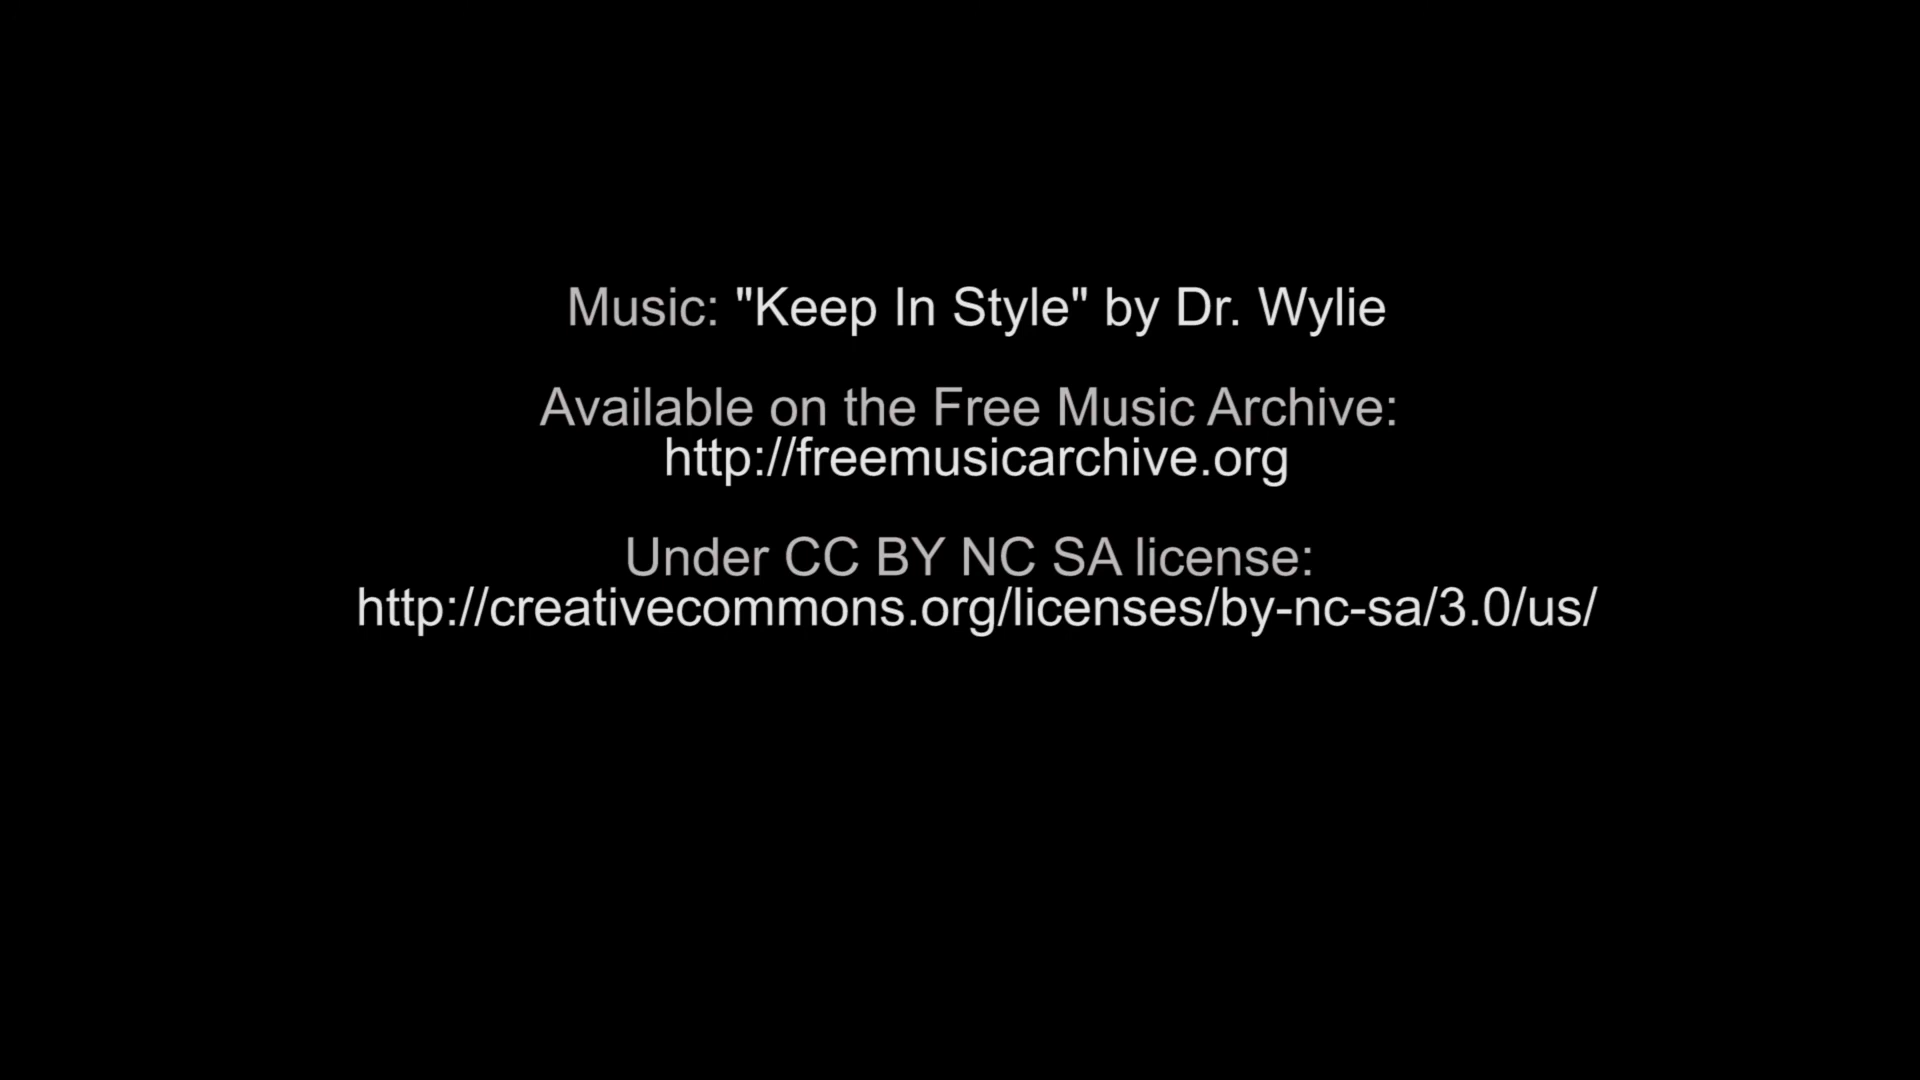 Music: "Keep In Style" by Dr. Wylie
Available on the Free Music Archive:
http://freemusicarchive.org
Under CC BY NC SA license:
http://creativecommons.org/licenses/by-nc-sa/3.0/us/